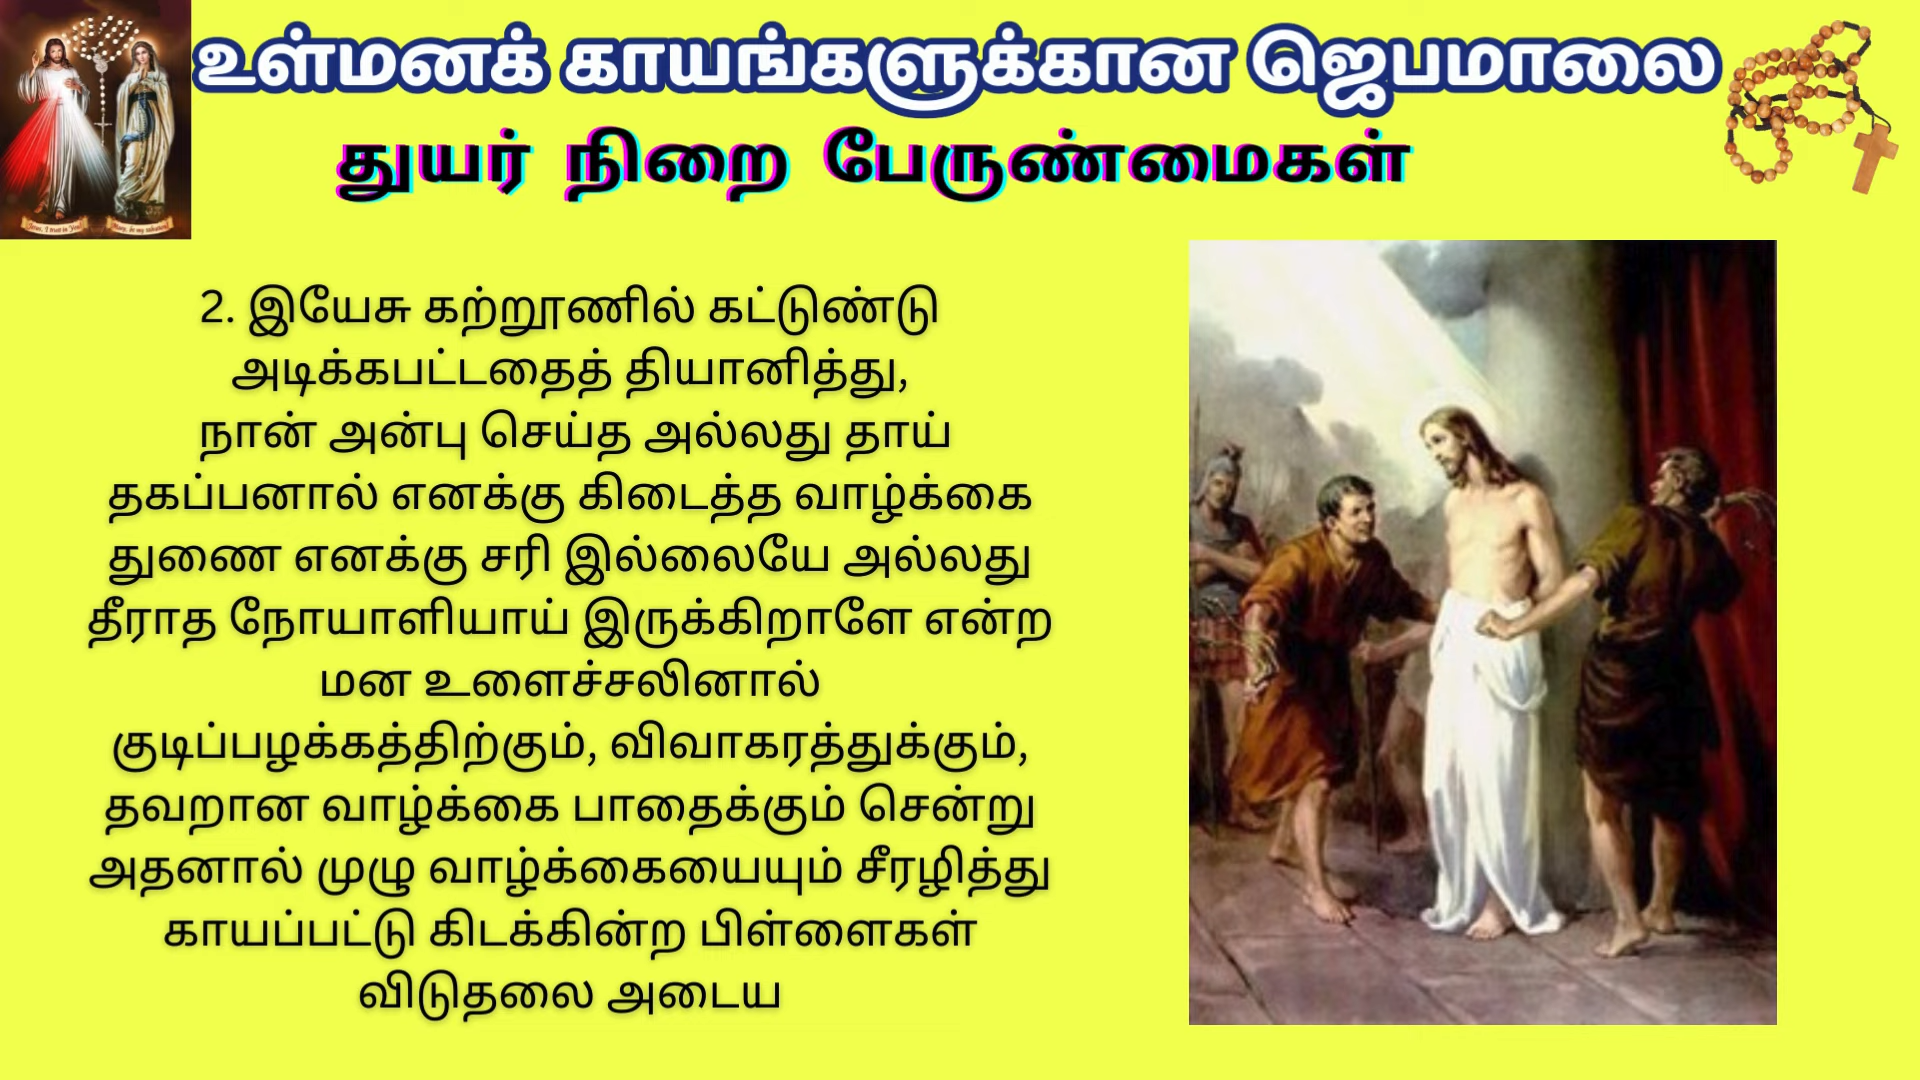 உள்மனக் காயங்களுக்கான ஜெபமாலை
துயர் நிறை பேருண்மைகள்
2. இயேசு கற்றூணில் கட்டுண்டு
அடிக்கபட்டதைத் தியானித்து,
நான் அன்பு செய்த அல்லது தாய்
தகப்பனால் எனக்கு கிடைத்த வாழ்க்கை
துணை எனக்கு சரி இல்லையே அல்லது
தீராத நோயாளியாய் இருக்கிறாளே என்ற
மன உளைச்சலினால்
குடிப்பழக்கத்திற்கும், விவாகரத்துக்கும்,
தவறான வாழ்க்கை பாதைக்கும் சென்று
அதனால் முழு வாழ்க்கையையும் சீரழித்து
காயப்பட்டு கிடக்கின்ற பிள்ளைகள்
விடுதலை அடைய